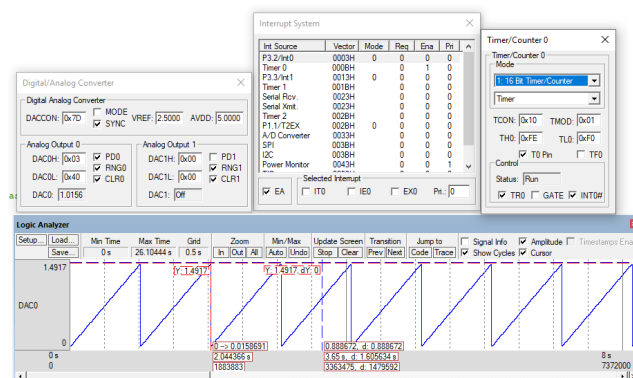 Interrupt System
Int Source Vector Mode Req Ena Pri
P3.2/Int0 0003H 0 0 0 0
Timer 0 000BH 0 1 0
P3.3/Int1 0013H 0 0 0 0
Timer 1 001BH 0 0 0
Serial Rcv. 0023H 0 0 0
Serial Xmit. 0023H 0 0 0
Timer 2 002BH 0 0 0
P1.1/T2EX 002BH 0 0 0 0
A/D Converter 0033H 0 0 0
SPI 003BH 0 0 0
I2C 003BH 0 0 0
Power Monitor 0043H 0 0 1
Selected Interrupt
EA IT0 IE0 EX0 Pri.: 0
Timer/Counter 0
Timer/Counter 0
Mode
1: 16 Bit Timer/Counter
Timer
TCON: 0x10 TMOD: 0x01
TH0: 0xFE TL0: 0xF0
T0 Pin TF0
Control
Status: Run
TR0 GATE INT0#
Digital/Analog Converter
Digital Analog Converter
DACCON: 0x7D MODE SYNC VREF: 2.5000 AVDD: 5.0000
Analog Output 0 Analog Output 1
DAC0H: 0x03 PD0 DAC1H: 0x00 PD1
RNG0 RNG1
DAC0L: 0x40 CLR0 DAC1L: 0x00 CLR1
DAC0: 1.0156 DAC1: Off
Logic Analyzer
Setup... Load... Min Time Max Time Grid Zoom Min/Max Update Screen Transition Jump to Signal Info Amplitude Timestamps Ena
Save... 0 s 26.10444 s 0.5 s In Out All Auto Undo Stop Clear Prev Next Code Trace Show Cycles Cursor
1.4917
Y: 1.4917 Y: 1.4917, dY: 0
DAC0
0
0 --> 0.0158691 0.888672, d: 0.888672
0 s 2.044366 s 3.65 s, d: 1.605634 s 8 s
0 1883883 3363475, d: 1479592 7372000